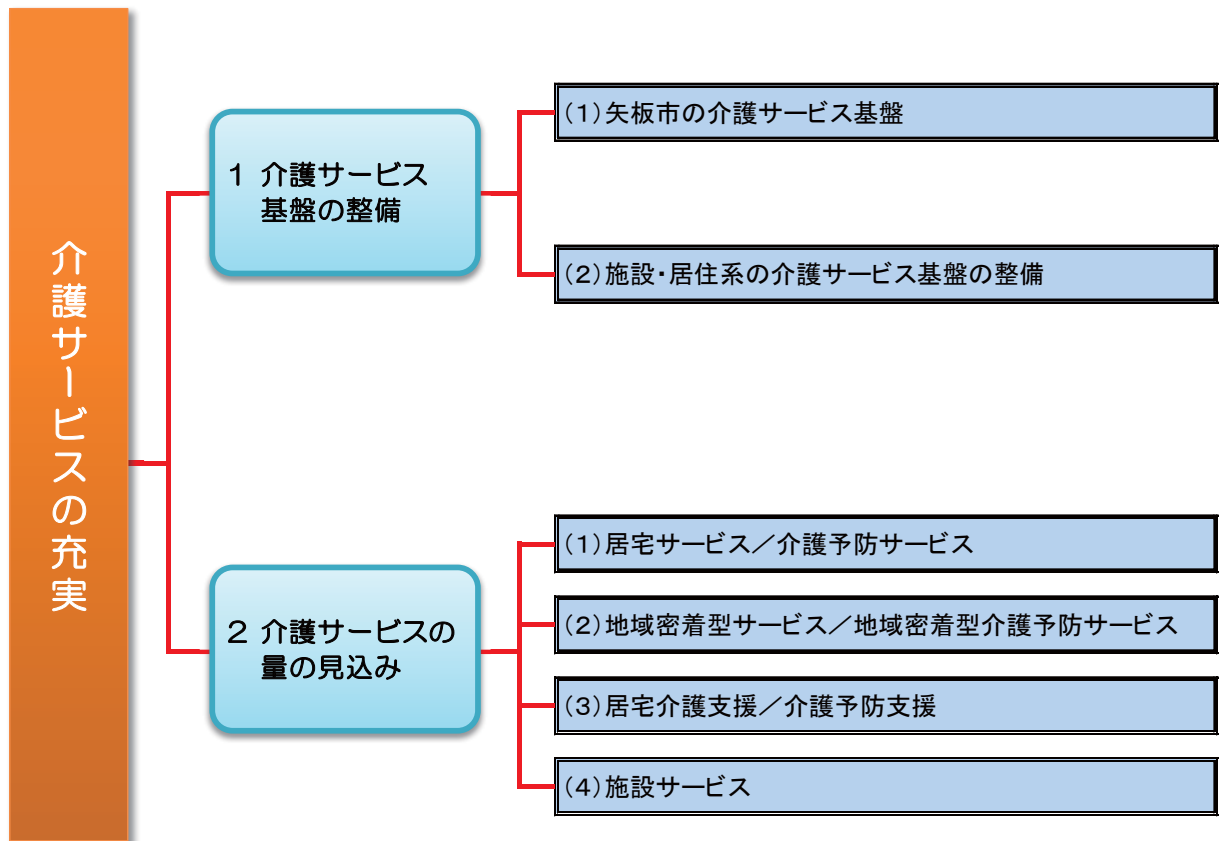 介護サービスの充実
1 介護サービス
基盤の整備
(1)矢板市の介護サービス基盤
(2)施設・居住系の介護サービス基盤の整備
2 介護サービスの
量の見込み
(1)居宅サービス／介護予防サービス
(2)地域密着型サービス／地域密着型介護予防サービス
(3)居宅介護支援／介護予防支援
(4)施設サービス